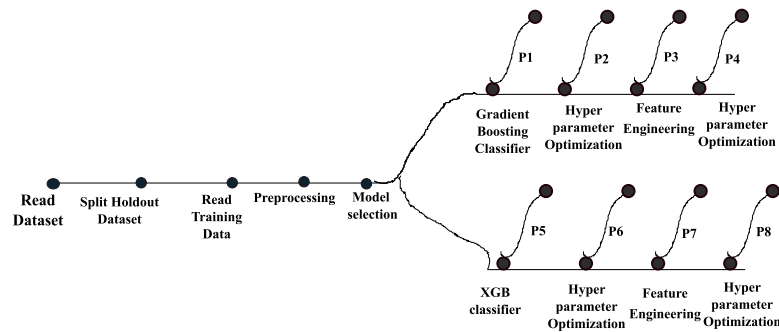 P1
P2
P3
P4
Gradient
Boosting
Classifier
Hyper
parameter
Optimization
Feature
Engineering
Hyper
parameter
Optimization
Read
Dataset
Split Holdout
Dataset
Read
Training
Data
Preprocessing
Model
selection
P5
P6
P7
P8
XGB
classifier
Hyper
parameter
Optimization
Feature
Engineering
Hyper
parameter
Optimization